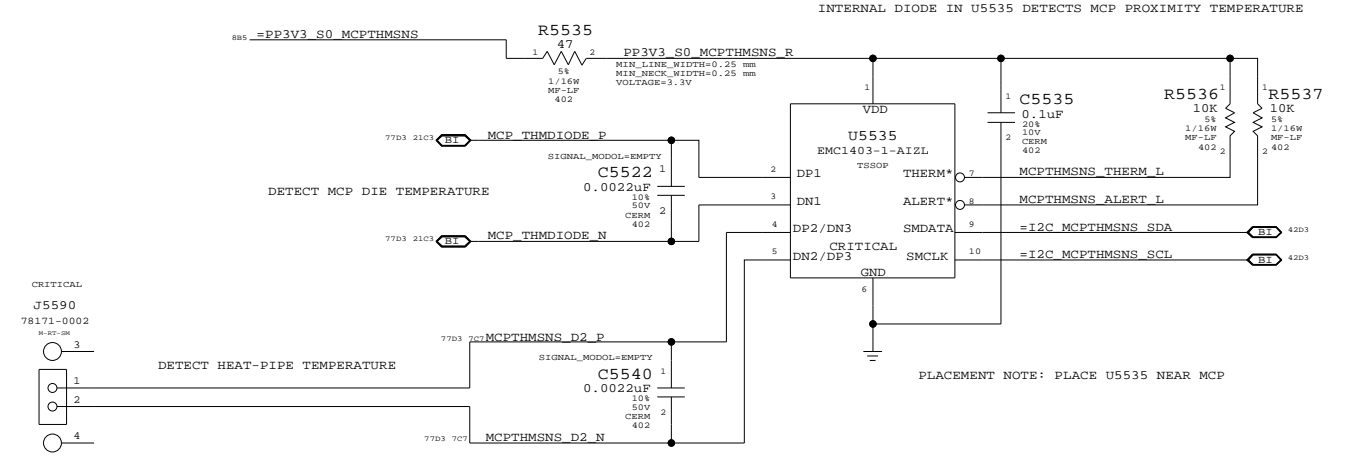 INTERNAL DIODE IN U5535 DETECTS MCP PROXIMITY TEMPERATURE
8B5 =PP3V3_S0_MCPTHMSNS
R5535
47
1 2
5%
1/16W
MF-LF
402
PP3V3_S0_MCPTHMSNS_R
MIN_LINE_WIDTH=0.25 mm
MIN_NECK_WIDTH=0.25 mm
VOLTAGE=3.3V
1
VDD
U5535
EMC1403-1-AIZL
TSSOP
CRITICAL
2 DP1
3 DN1
4 DP2/DN3
5 DN2/DP3
THERM* 7
ALERT* 8
SMDATA 9
SMCLK 10
GND
6
1
C5535
0.1uF
20%
10V
CERM
402
2
R5536
10K
5%
1/16W
MF-LF
402
1
2
R5537
10K
5%
1/16W
MF-LF
402
1
2
MCPTHMSNS_THERM_L
MCPTHMSNS_ALERT_L
=I2C_MCPTHMSNS_SDA BI 42D3
=I2C_MCPTHMSNS_SCL BI 42D3
77D3 21C3 BI MCP_THMDIODE_P
SIGNAL_MODOL=EMPTY
C5522
0.0022uF
10%
50V
CERM
402
1
2
DETECT MCP DIE TEMPERATURE
77D3 21C3 BI MCP_THMDIODE_N
CRITICAL
J5590
78171-0002
M-RT-SM
3
1
2
4
DETECT HEAT-PIPE TEMPERATURE
77D3 7C7 MCPTHMSNS_D2_P
SIGNAL_MODOL=EMPTY
C5540
0.0022uF
10%
50V
CERM
402
1
2
77D3 7C7 MCPTHMSNS_D2_N
PLACEMENT NOTE: PLACE U5535 NEAR MCP